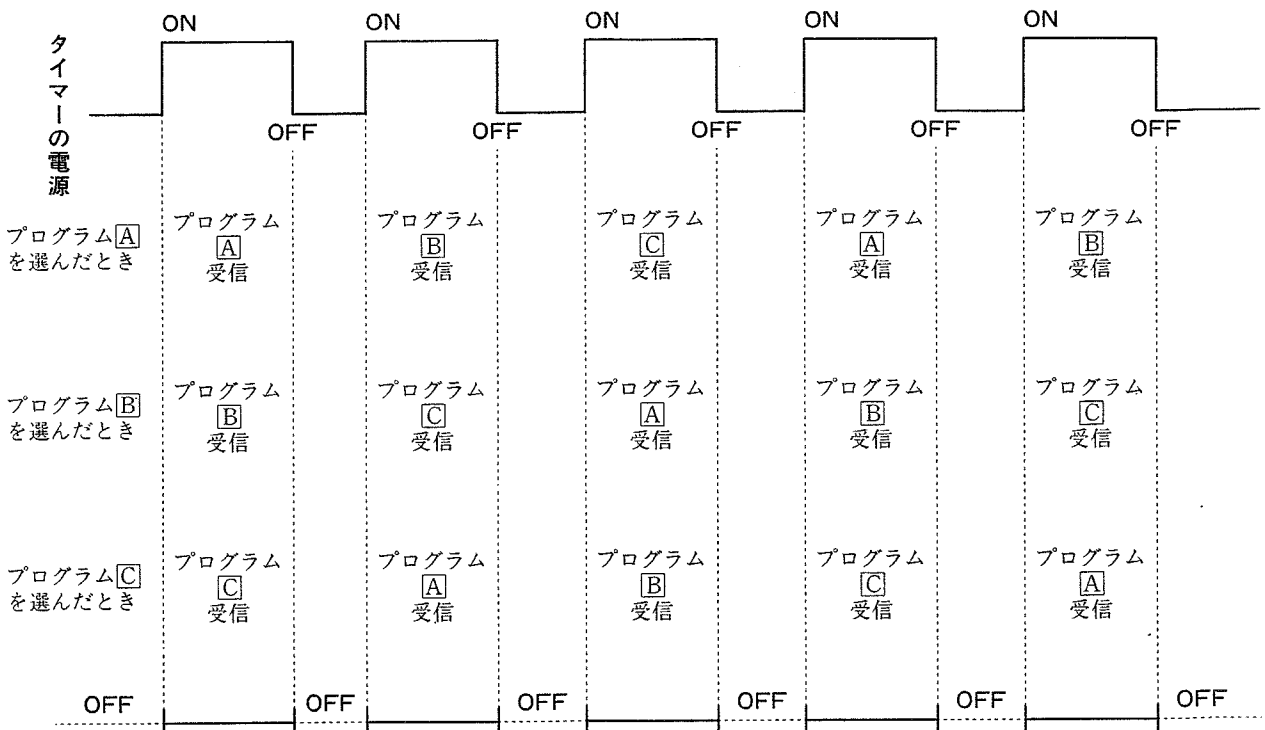 ON ON ON ON ON
タイマーの電源
OFF OFF OFF OFF OFF
プログラムA
を選んだとき
プログラム
A
受信
プログラム
B
受信
プログラム
C
受信
プログラム
A
受信
プログラム
B
受信
プログラムB
を選んだとき
プログラム
B
受信
プログラム
C
受信
プログラム
A
受信
プログラム
B
受信
プログラム
C
受信
プログラムC
を選んだとき
プログラム
C
受信
プログラム
A
受信
プログラム
B
受信
プログラム
C
受信
プログラム
A
受信
OFF OFF OFF OFF OFF OFF